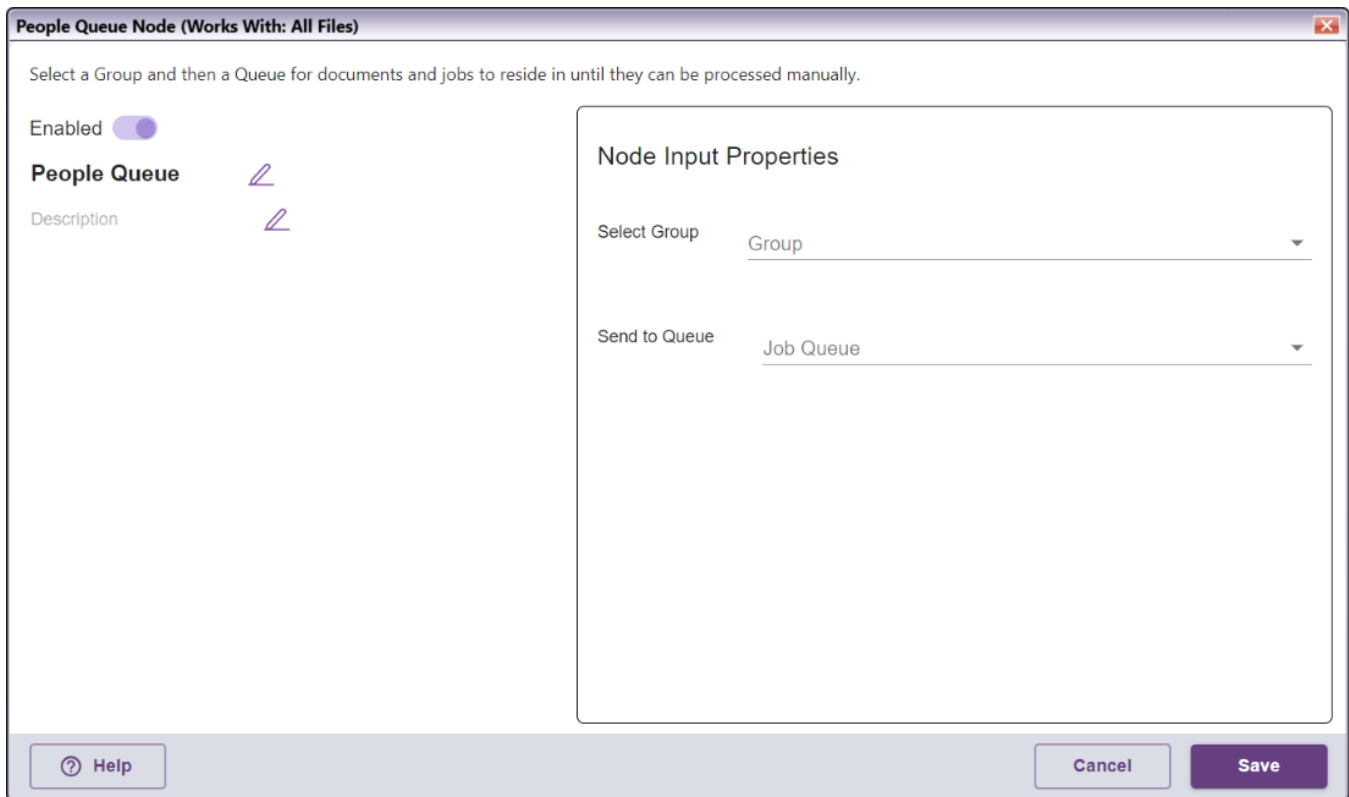 People Queue Node (Works With: All Files)
Select a Group and then a Queue for documents and jobs to reside in until they can be processed manually.
Enabled
People Queue
Description
Node Input Properties
Select Group
Group
Send to Queue
Job Queue
Help
Cancel
Save